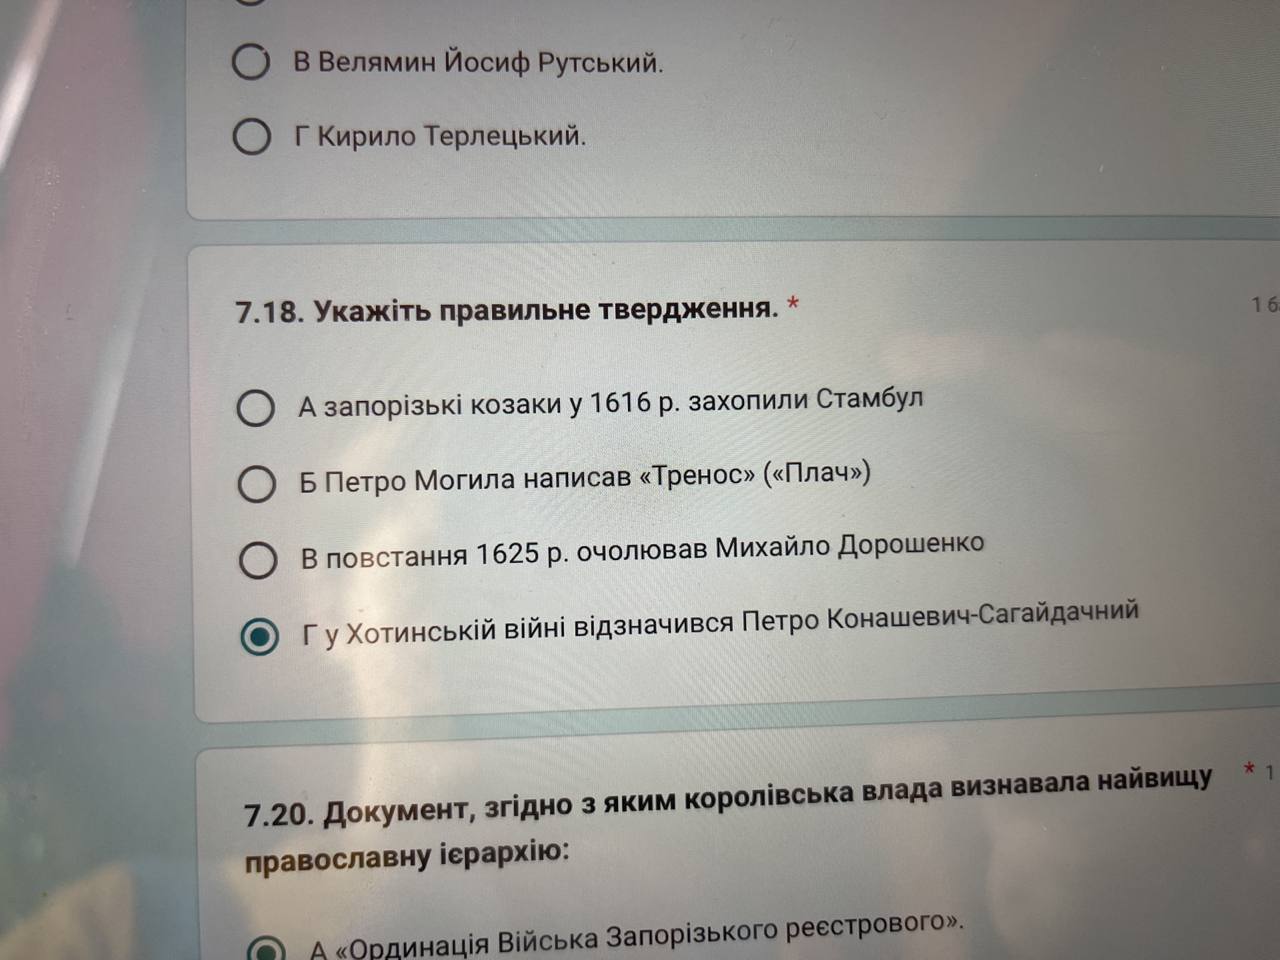 В Велямин Йосиф Рутський.
Г Кирило Терлецький.
7.18. Укажіть правильне твердження. *
1 б
А запорізькі козаки у 1616 р. захопили Стамбул
Б Петро Могила написав «Тренос» («Плач»)
В повстання 1625 р. очолював Михайло Дорошенко
Г у Хотинській війні відзначився Петро Конашевич-Сагайдачний
7.20. Документ, згідно з яким королівська влада визнавала найвищу * 1
православну ієрархію:
А «Ординація Війська Запорізького реєстрового».